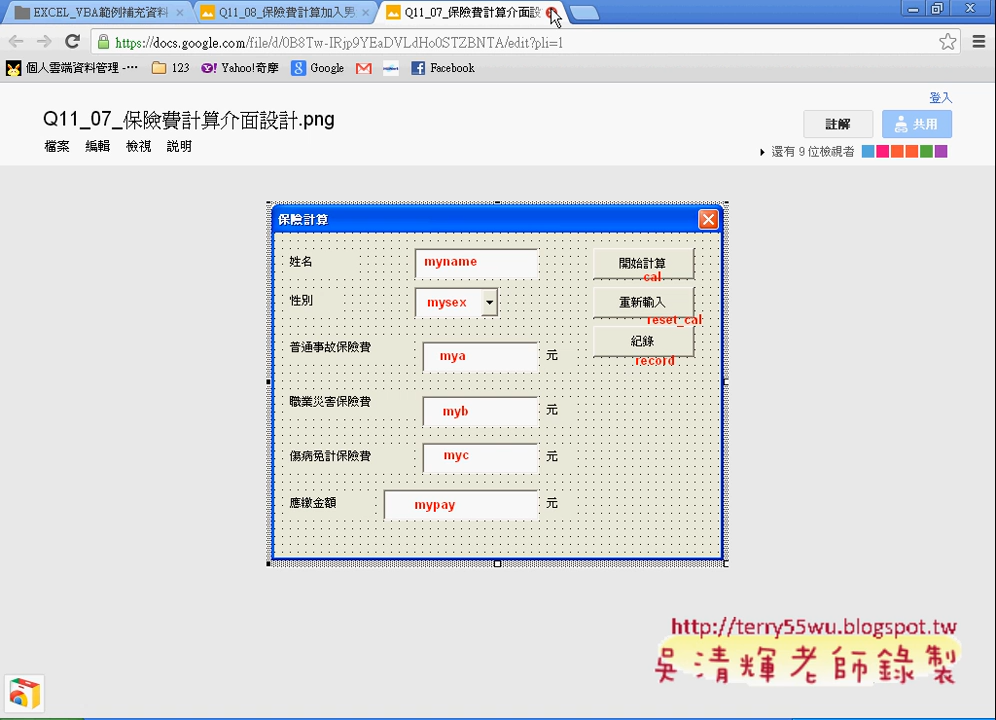 EXCEL_VBA範例補充資料
Q11_08_保險費計算加入男
Q11_07_保險費計算介面設
https://docs.google.com/file/d/0B8Tw-IRjp9YEaDVLdHo0STZBNTA/edit?pli=1
個人雲端資料管理 -…
123
Yahoo!奇摩
Google
Facebook
登入
Q11_07_保險費計算介面設計.png
註解
共用
檔案 編輯 檢視 説明
還有 9 位檢視者
保險計算
姓名
myname
開始計算
cal
性別
mysex
重新輸入
reset_cal
紀錄
record
普通事故保險費
mya
元
職業災害保險費
myb
元
傷病免計保險費
myc
元
應繳金額
mypay
元
http://terry55wu.blogspot.tw
吳清輝老師錄製